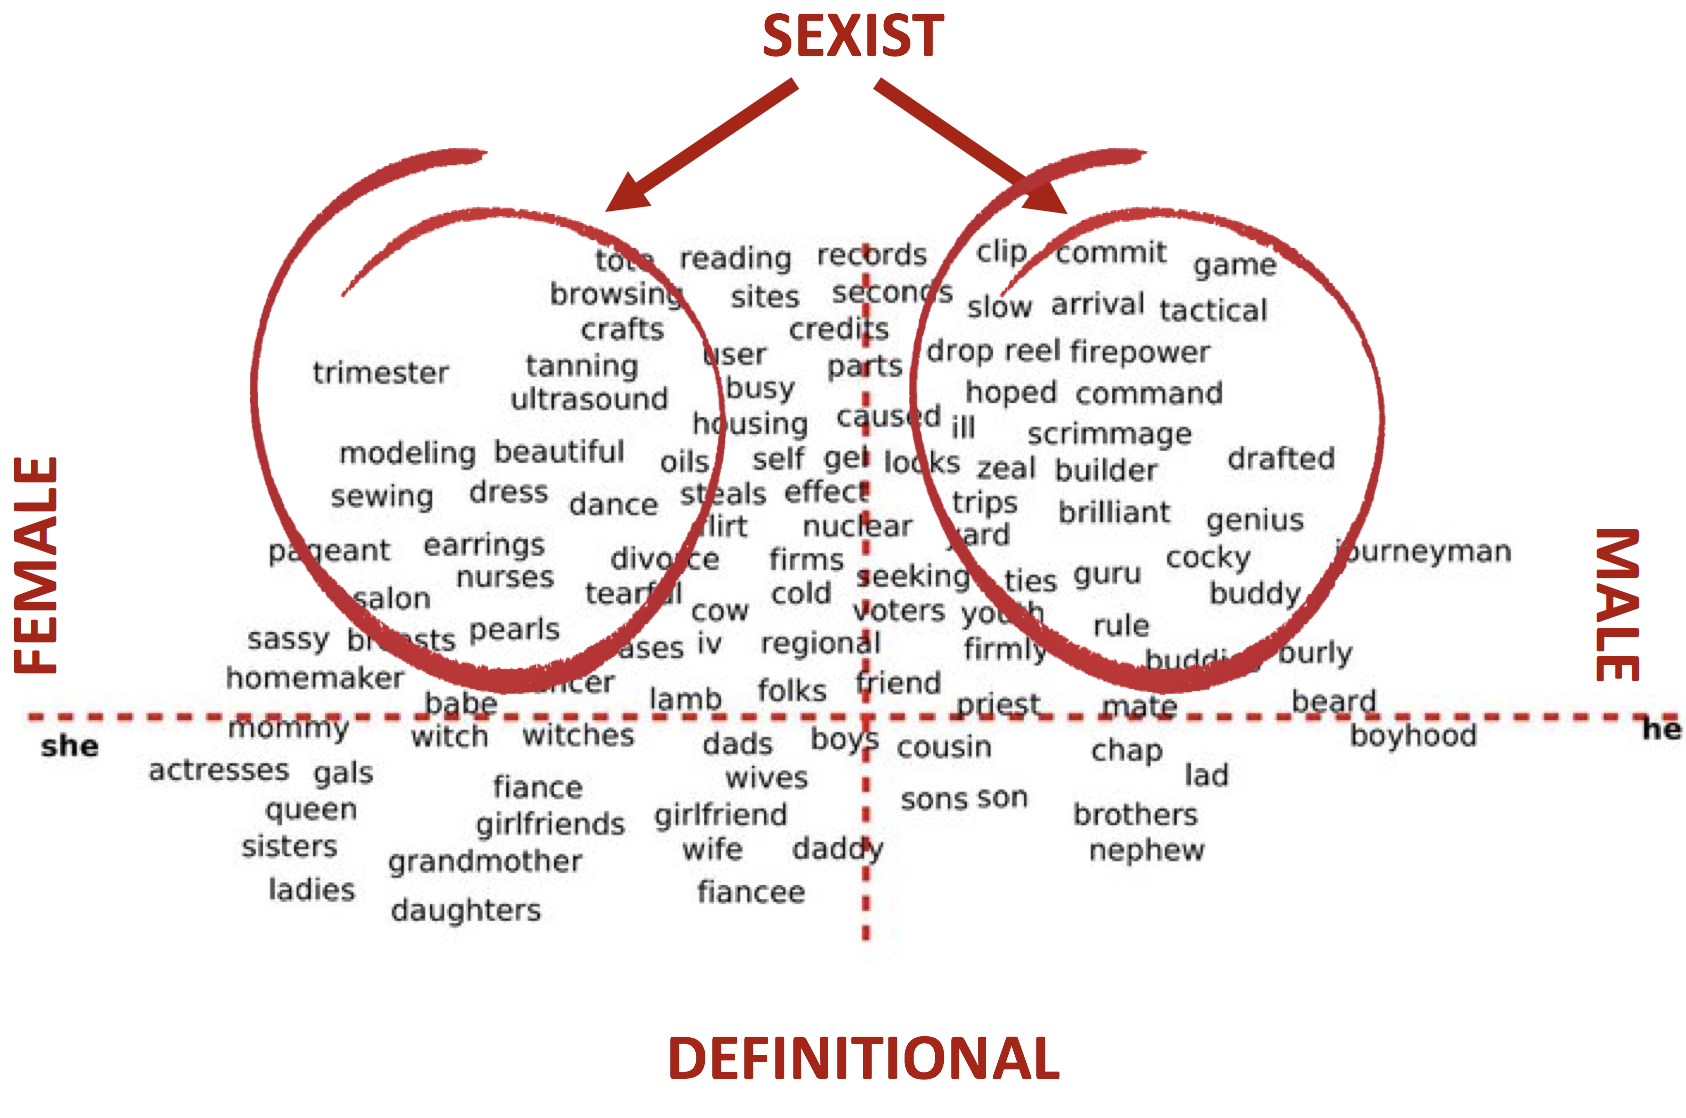 SEXIST
tote reading records clip commit game
browsing sites seconds slow arrival tactical
crafts credits
user parts drop reel firepower
trimester tanning
ultrasound busy hoped command
housing caused ill scrimmage
modeling beautiful oils self gel looks zeal builder drafted
sewing dress dance steals effect trips brilliant genius
flirt nuclear yard
pageant earrings divorce firms cocky journeyman
nurses seeking ties guru
salon tearful cold buddy
cow voters youth rule
sassy breasts pearls iv regional firmly burly
homemaker friend
babe lamb folks priest mate beard
she mommy witch witches dads boys cousin chap boyhood he
actresses gals wives lad
queen fiance sons son
girlfriends girlfriend brothers
sisters grandmother wife daddy nephew
ladies fiancee
daughters
FEMALE
MALE
DEFINITIONAL